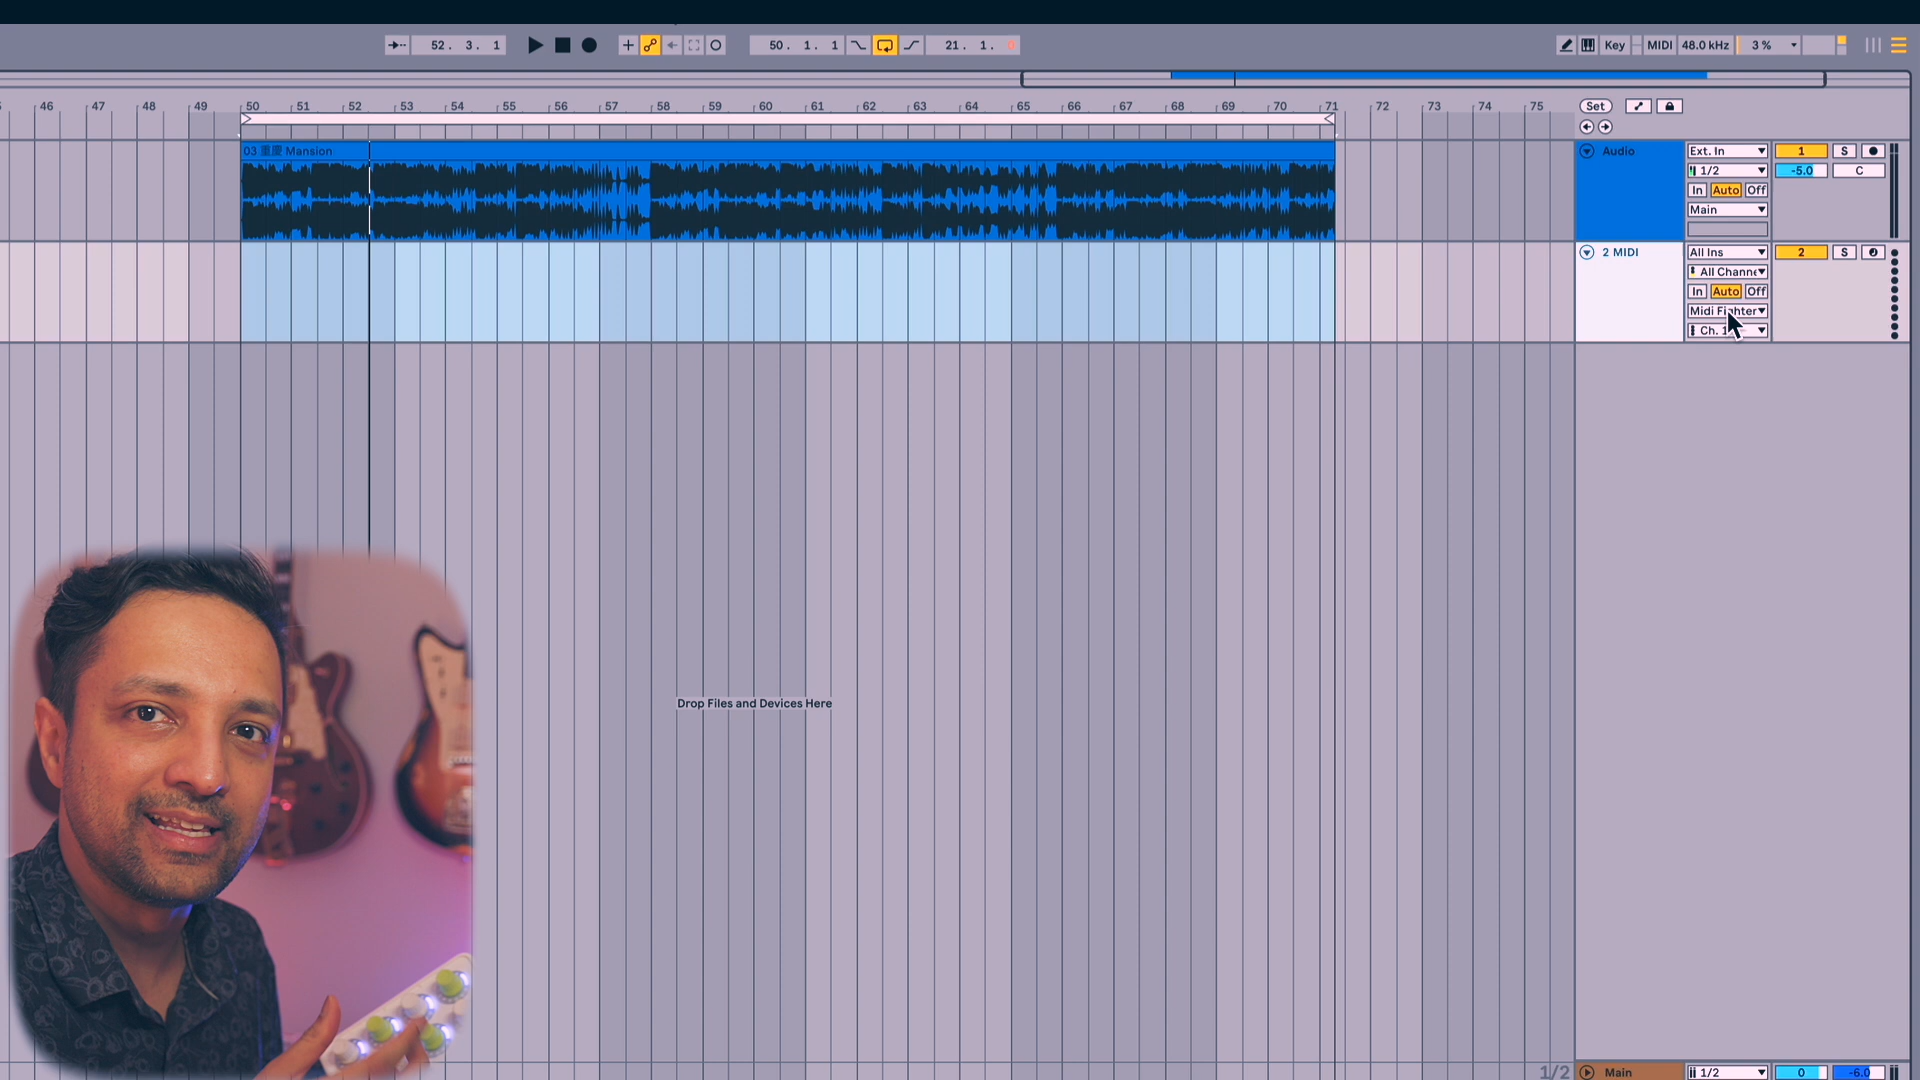 52. 3. 1
50. 1. 1
21. 1.
Key
MIDI
48.0 kHz
3 %
46 47 48 49 50 51 52 53 54 55 56 57 58 59 60 61 62 63 64 65 66 67 68 69 70 71 72 73 74 75
Set
03 重慶 Mansion
Audio
Ext. In
1
S
1/2
-5.0
C
In
Auto
Off
Main
2 MIDI
All Ins
2
S
All Channe
In
Auto
Off
Midi Fighter
Ch. 1
Drop Files and Devices Here
1/2
Main
1/2
0
-6.0